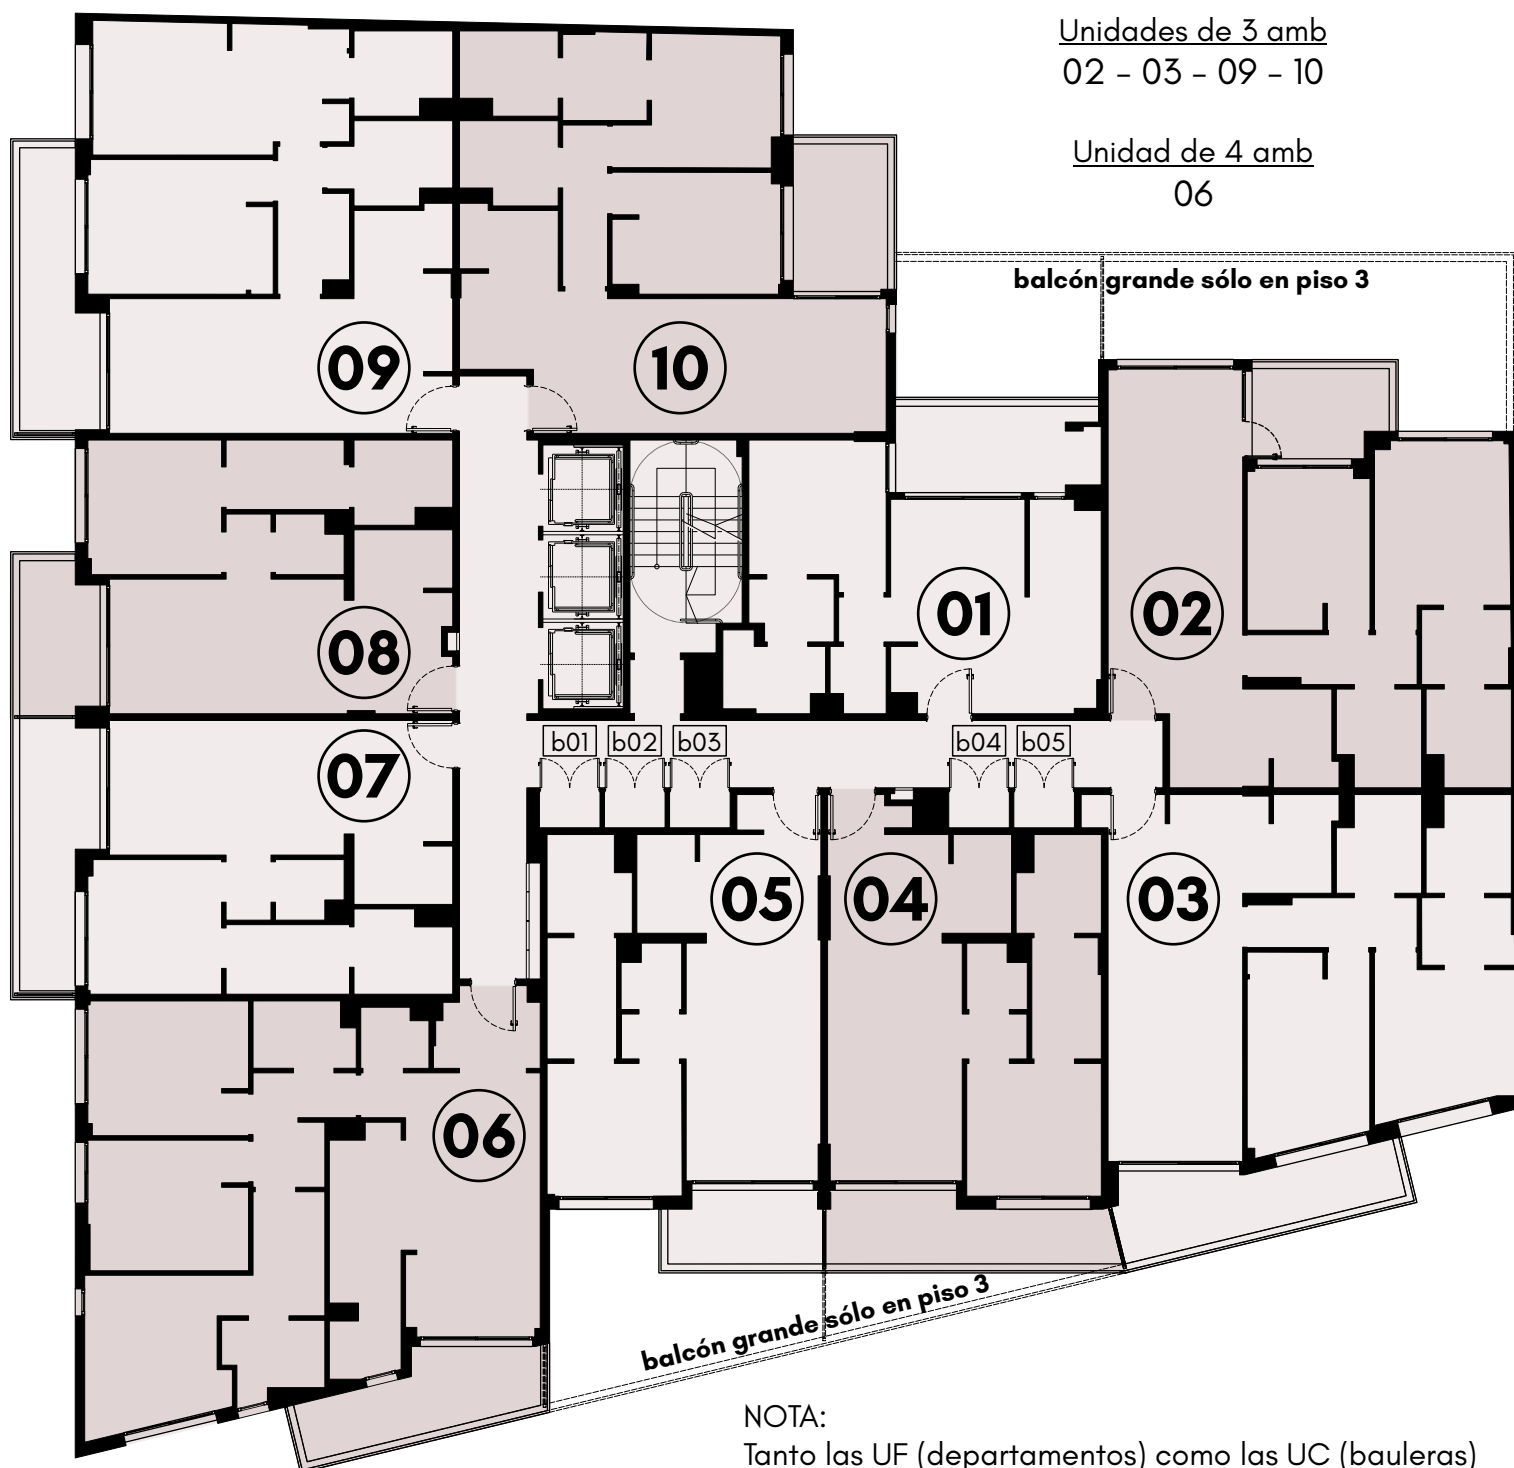 Unidades de 3 amb
02 - 03 - 09 - 10
Unidad de 4 amb
06
balcón grande sólo en piso 3
09
10
01
02
08
b01
b02
b03
b04
b05
07
05
04
03
06
balcón grande sólo en piso 3
NOTA:
Tanto las UF (departamentos) como las UC (bauleras)